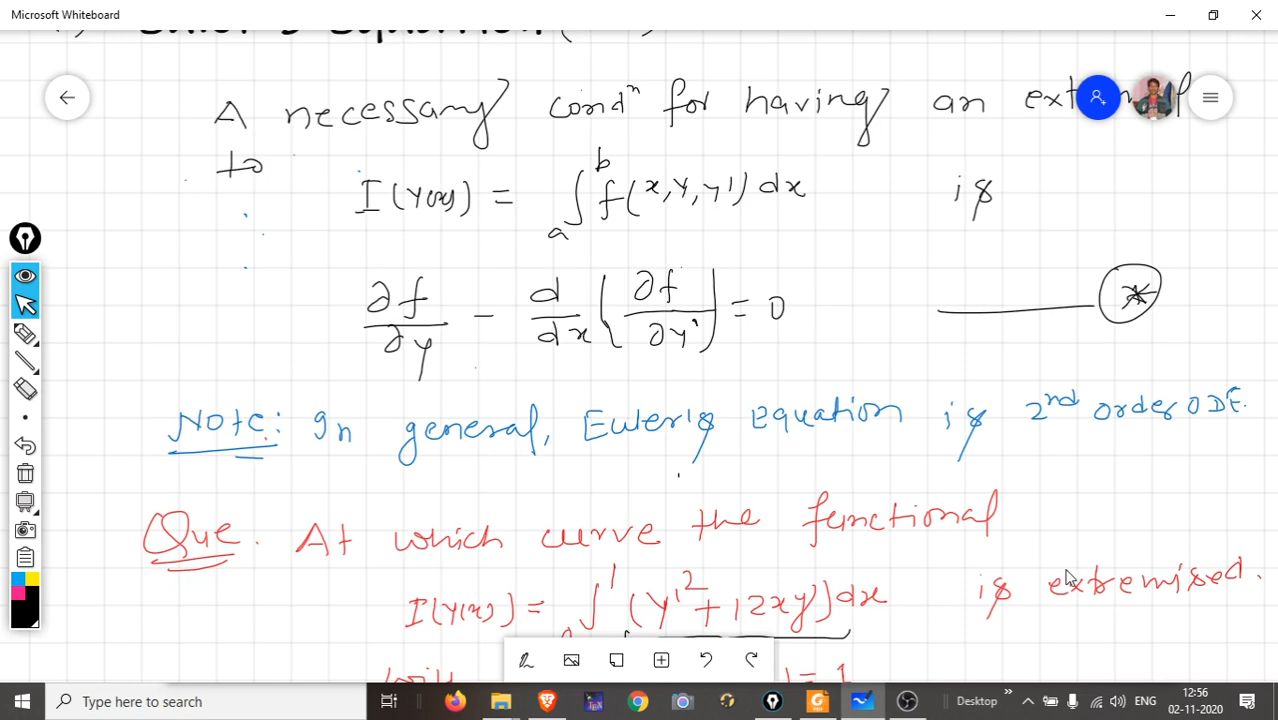 Microsoft Whiteboard
A necessary condⁿ for having an
to
I(y(x)) = ∫ₐᵇ f(x,y,y') dx is
∂f/∂y - d/dx (∂f/∂y') = 0 ——— *
Note: In general, Euler's Equation is 2nd order ODE.
Que. At which curve the functional
I(y(x)) = ∫¹ (y'² + 12xy) dx is extremised.
= 1
Type here to search
Desktop
ENG
12:56
02-11-2020